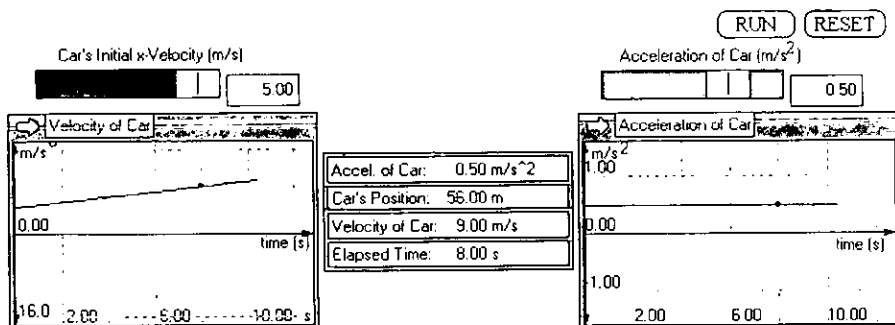 RUN RESET
Car's Initial x-Velocity (m/s)
5.00
Acceleration of Car (m/s²)
0.50
Velocity of Car
m/s
0.00
time (s)
16.0 2.00 6.00 10.00 s
Accel. of Car: 0.50 m/s^2
Car's Position: 56.00 m
Velocity of Car: 9.00 m/s
Elapsed Time: 8.00 s
Acceleration of Car
m/s²
1.00
0.00
time (s)
-1.00
2.00 6.00 10.00